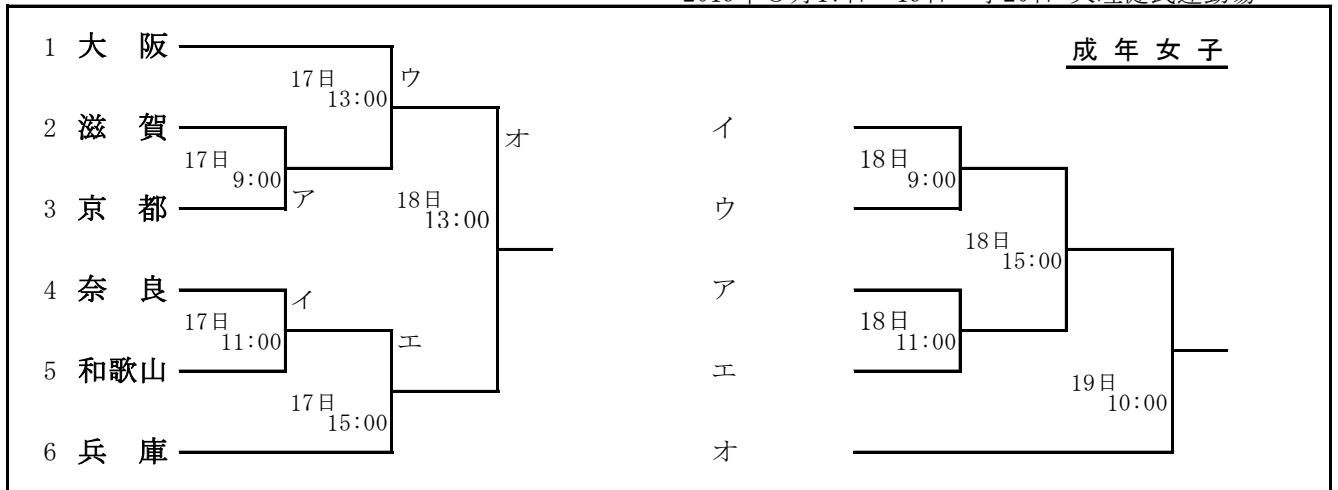 成年女子
1 大阪
17日
13:00
ウ
2 滋賀
17日
9:00
ア
3 京都
オ
18日
13:00
4 奈良
イ
17日
11:00
5 和歌山
エ
17日
15:00
6 兵庫
イ
18日
9:00
ウ
18日
15:00
ア
18日
11:00
エ
19日
10:00
オ